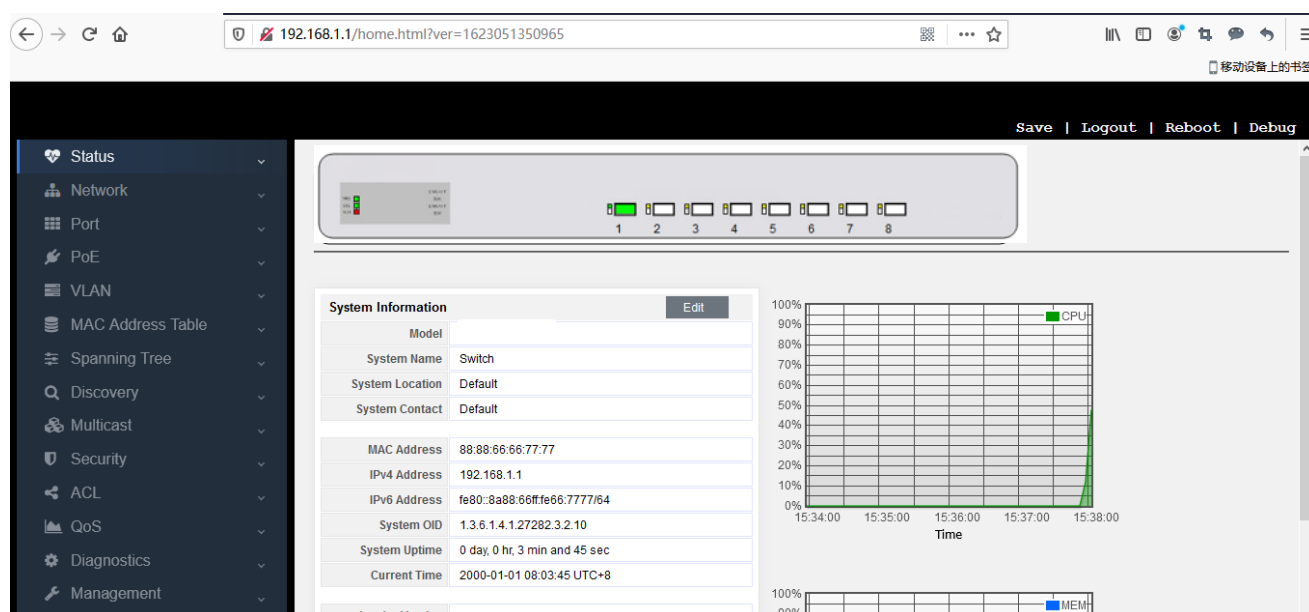 192.168.1.1/home.html?ver=1623051350965
移动设备上的书签
Save | Logout | Reboot | Debug
Status
Network
Port
PoE
VLAN
MAC Address Table
Spanning Tree
Discovery
Multicast
Security
ACL
QoS
Diagnostics
Management
1 2 3 4 5 6 7 8
System Information Edit
Model
System Name Switch
System Location Default
System Contact Default
MAC Address 88:88:66:66:77:77
IPv4 Address 192.168.1.1
IPv6 Address fe80::8a88:66ff:fe66:7777/64
System OID 1.3.6.1.4.1.27282.3.2.10
System Uptime 0 day, 0 hr, 3 min and 45 sec
Current Time 2000-01-01 08:03:45 UTC+8
100%
CPU
90%
80%
70%
60%
50%
40%
30%
20%
10%
0%
15:34:00 15:35:00 15:36:00 15:37:00 15:38:00
Time
100%
MEM
90%